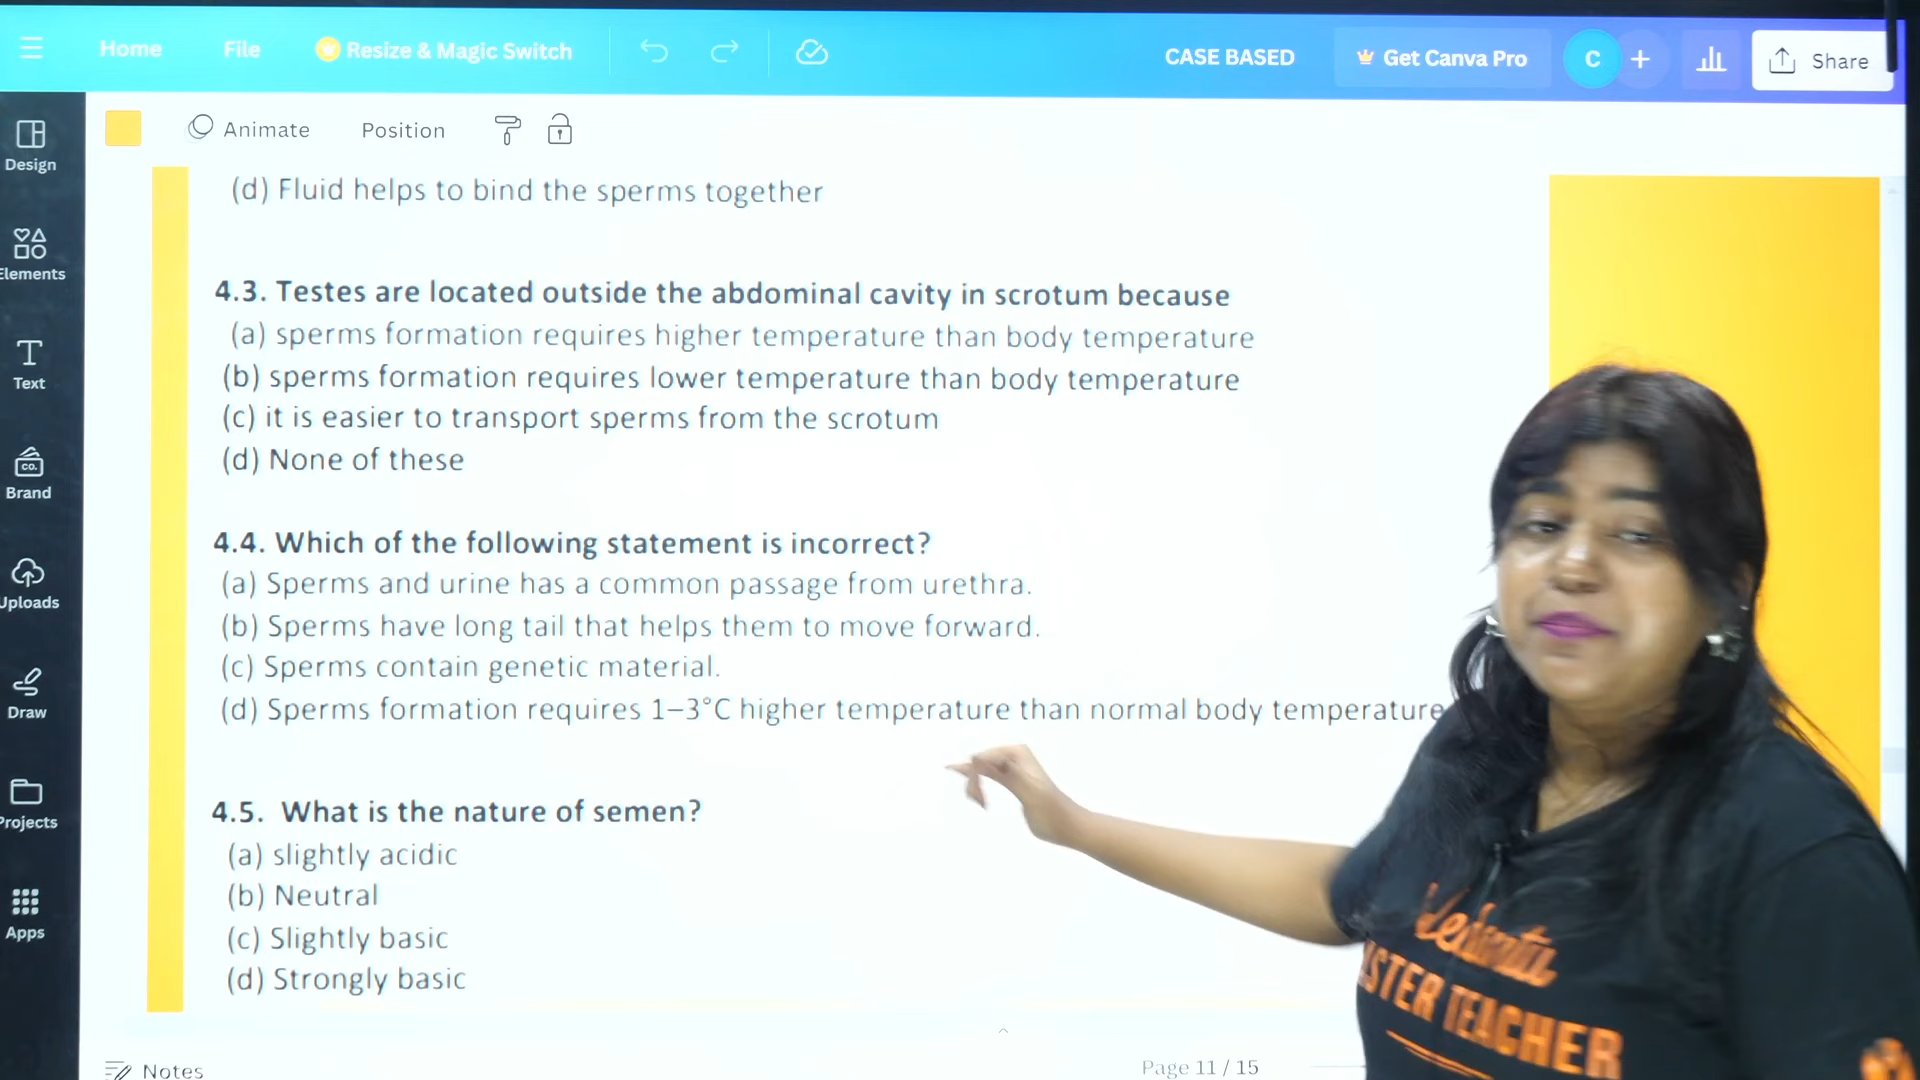 Home File Resize & Magic Switch CASE BASED Get Canva Pro C + Share
Animate Position
Design
Elements
Text
CO.
Brand
Uploads
Draw
Projects
Apps
(d) Fluid helps to bind the sperms together
4.3. Testes are located outside the abdominal cavity in scrotum because
(a) sperms formation requires higher temperature than body temperature
(b) sperms formation requires lower temperature than body temperature
(c) it is easier to transport sperms from the scrotum
(d) None of these
4.4. Which of the following statement is incorrect?
(a) Sperms and urine has a common passage from urethra.
(b) Sperms have long tail that helps them to move forward.
(c) Sperms contain genetic material.
(d) Sperms formation requires 1–3°C higher temperature than normal body temperature
4.5. What is the nature of semen?
(a) slightly acidic
(b) Neutral
(c) Slightly basic
(d) Strongly basic
Notes Page 11 / 15
Vedantu
STER TEACHER